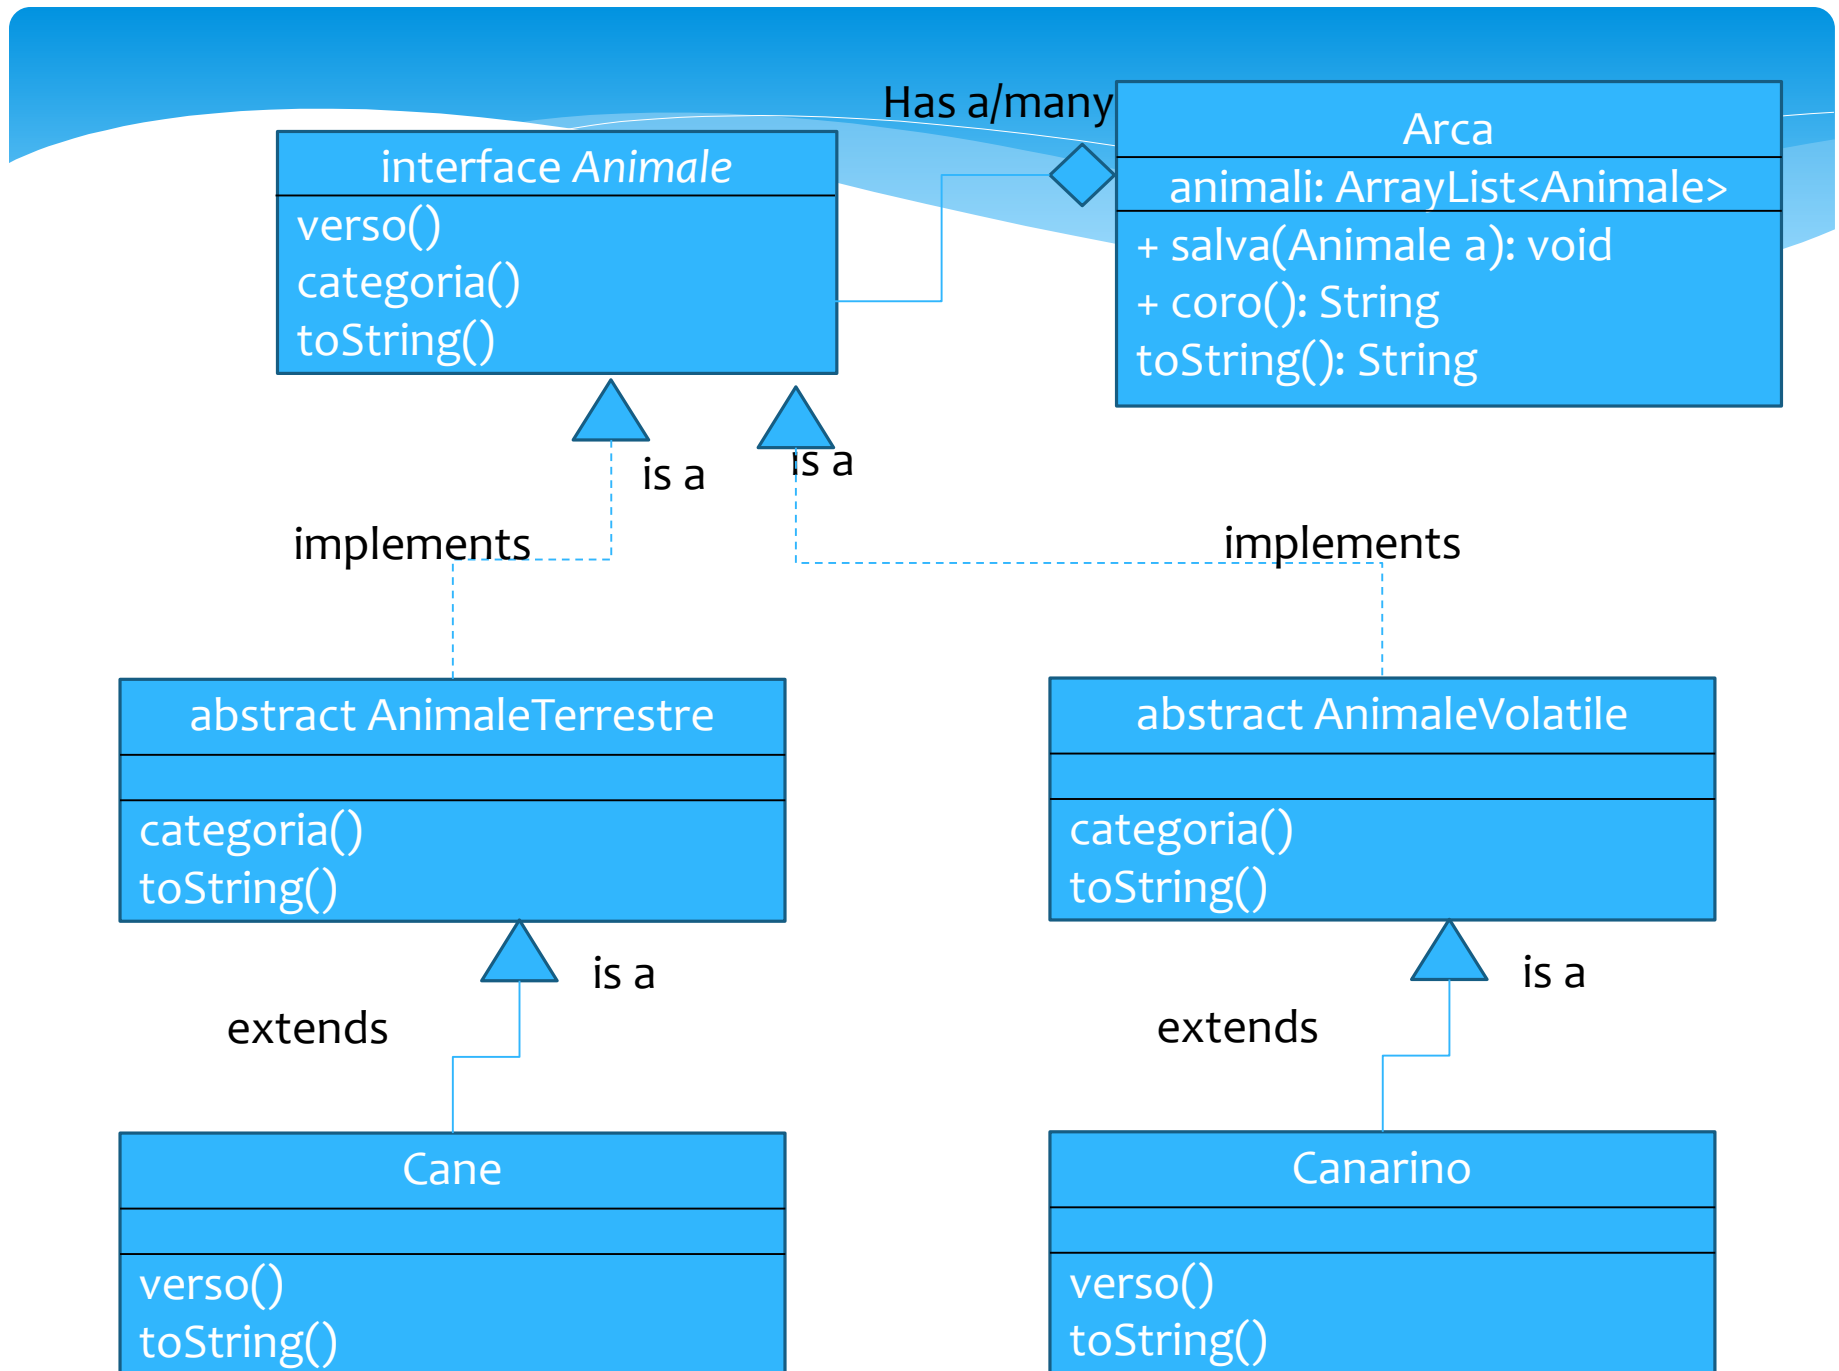 Has a/many
interface Animale
verso()
categoria()
toString()
Arca
animali: ArrayList<Animale>
+ salva(Animale a): void
+ coro(): String
toString(): String
is a
is a
implements
implements
abstract AnimaleTerrestre
categoria()
toString()
abstract AnimaleVolatile
categoria()
toString()
is a
extends
is a
extends
Cane
verso()
toString()
Canarino
verso()
toString()